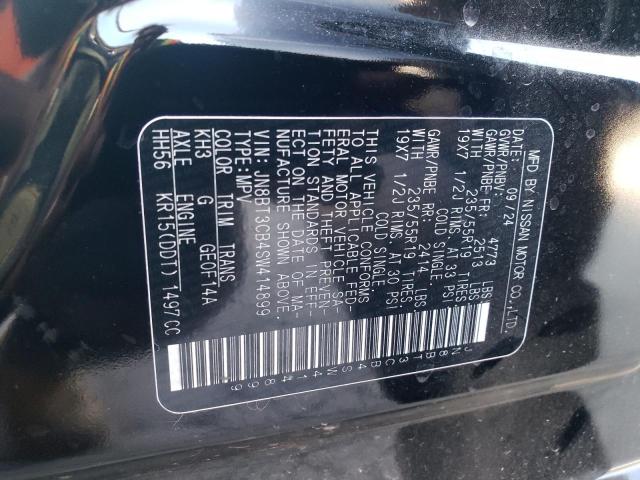 MFD BY NISSAN MOTOR CO.,LTD.
DATE: 09 / 24
GVWR/PNBV: 4773 LBS
GAWR/PNBE FR: 2513 LBS
WITH 235/55R19 TIRES
19X7 1/2J RIMS. AT 33 PSI
COLD SINGLE
GAWR/PNBE RR: 2414 LBS
WITH 235/55R19 TIRES
19X7 1/2J RIMS. AT 30 PSI
COLD SINGLE
THIS VEHICLE CONFORMS
TO ALL APPLICABLE FED-
ERAL MOTOR VEHICLE SA-
FETY AND THEFT PREVEN-
TION STANDARDS IN EFF-
ECT ON THE DATE OF MA-
NUFACTURE SHOWN ABOVE.
VIN: JN8BT3CB4SW414899
TYPE: MPV
COLOR TRIM TRANS
KH3 G GE0F14A
AXLE ENGINE
HH56 KR15(DDT) 1497CC
JN8BT3CB4SW414899